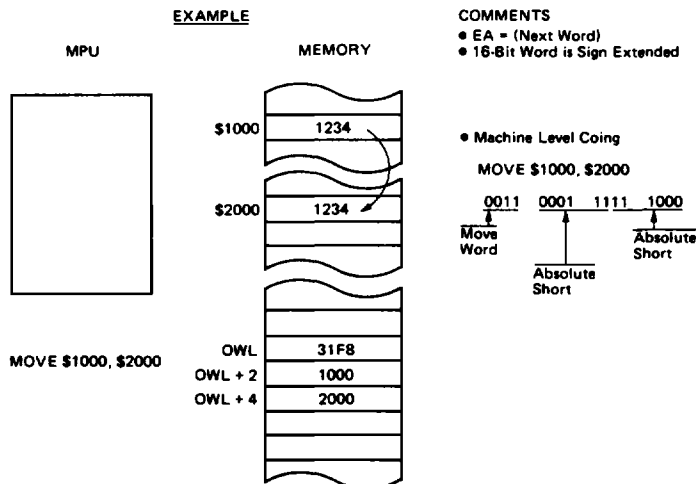 EXAMPLE
MPU
MEMORY
$1000 1234
$2000 1234
MOVE $1000, $2000
OWL 31F8
OWL + 2 1000
OWL + 4 2000
COMMENTS
● EA = (Next Word)
● 16-Bit Word is Sign Extended
● Machine Level Coing
MOVE $1000, $2000
0011 0001 1111 1000
Move
Word
Absolute
Short
Absolute
Short